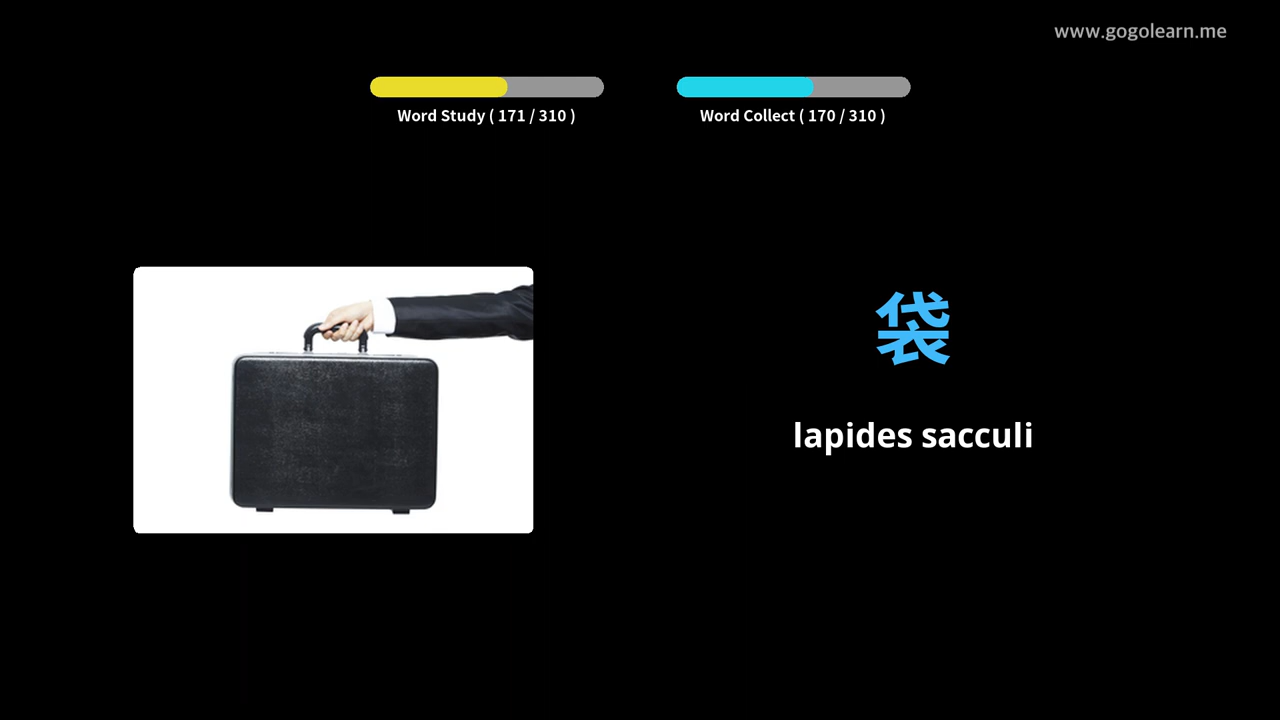 www.gogolearn.me
Word Study ( 171 / 310 )
Word Collect ( 170 / 310 )
袋
lapides sacculi